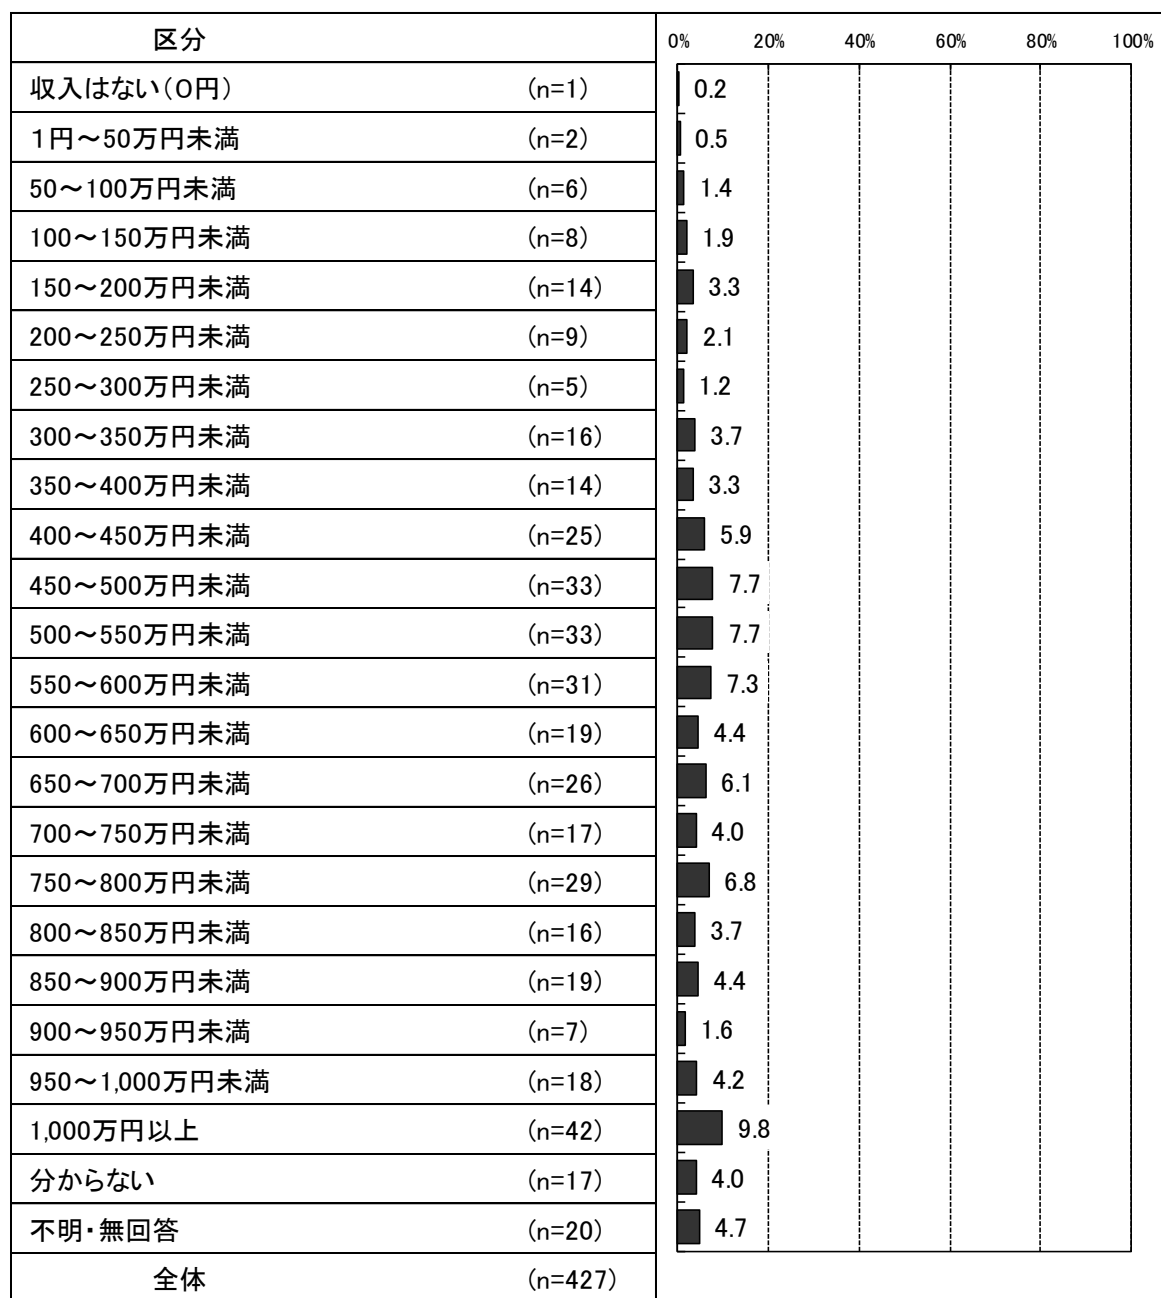 区分 0% 20% 40% 60% 80% 100%
収入はない（0円） (n=1) 0.2
1円～50万円未満 (n=2) 0.5
50～100万円未満 (n=6) 1.4
100～150万円未満 (n=8) 1.9
150～200万円未満 (n=14) 3.3
200～250万円未満 (n=9) 2.1
250～300万円未満 (n=5) 1.2
300～350万円未満 (n=16) 3.7
350～400万円未満 (n=14) 3.3
400～450万円未満 (n=25) 5.9
450～500万円未満 (n=33) 7.7
500～550万円未満 (n=33) 7.7
550～600万円未満 (n=31) 7.3
600～650万円未満 (n=19) 4.4
650～700万円未満 (n=26) 6.1
700～750万円未満 (n=17) 4.0
750～800万円未満 (n=29) 6.8
800～850万円未満 (n=16) 3.7
850～900万円未満 (n=19) 4.4
900～950万円未満 (n=7) 1.6
950～1,000万円未満 (n=18) 4.2
1,000万円以上 (n=42) 9.8
分からない (n=17) 4.0
不明・無回答 (n=20) 4.7
全体 (n=427)